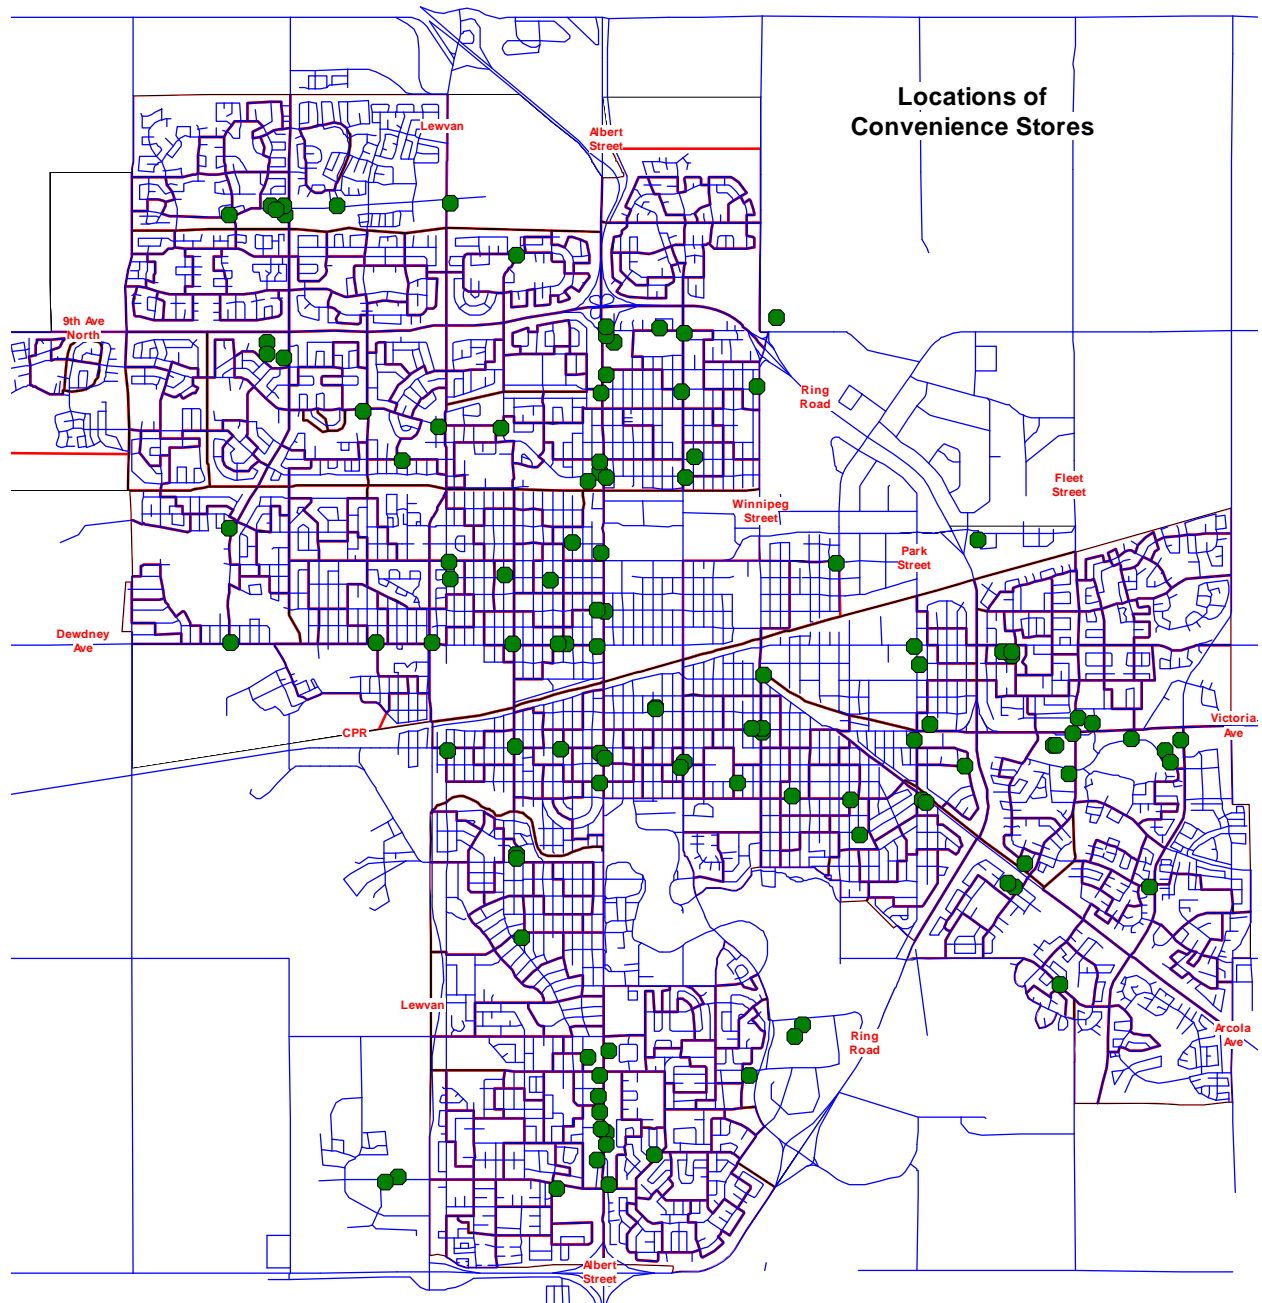 Locations of
Convenience Stores
Lewvan
Albert
Street
9th Ave
North
Ring
Road
Fleet
Street
Winnipeg
Street
Park
Street
Dewdney
Ave
Victoria
Ave
CPR
Lewvan
Ring
Road
Arcola
Ave
Albert
Street